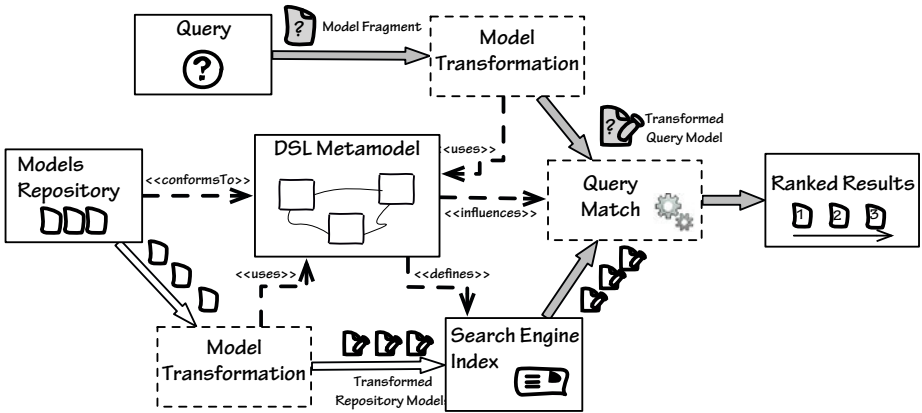 Query
?
?
Model Fragment
Model
Transformation
?
Transformed
Query Model
Models
Repository
<<conformsTo>>
DSL Metamodel
<uses>>
<<influences>>
Query
Match
Ranked Results
1 2 3
<<uses>>
<<defines>>
Model
Transformation
Transformed
Repository Models
Search Engine
Index